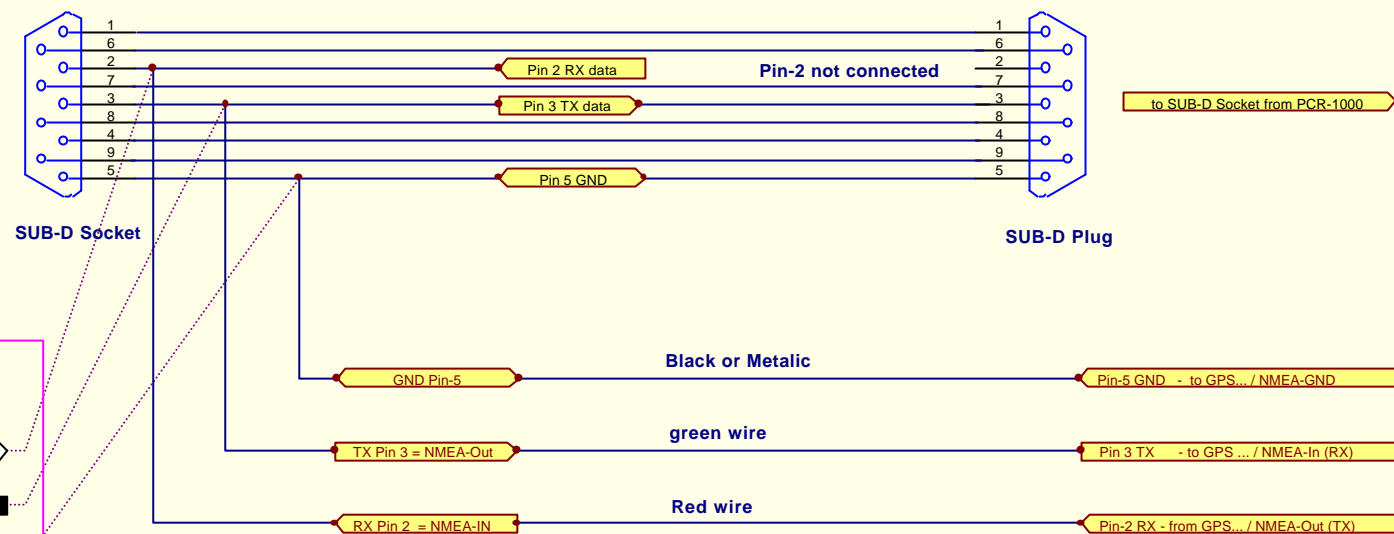 1 1
6 6
2 Pin 2 RX data Pin-2 not connected 2
7 7
3 Pin 3 TX data 3 to SUB-D Socket from PCR-1000
8 8
4 4
9 9
5 Pin 5 GND 5
SUB-D Socket SUB-D Plug
Black or Metalic
GND Pin-5 Pin-5 GND - to GPS... / NMEA-GND
green wire
TX Pin 3 = NMEA-Out Pin 3 TX - to GPS ... / NMEA-In (RX)
Red wire
RX Pin 2 = NMEA-IN Pin-2 RX - from GPS... / NMEA-Out (TX)